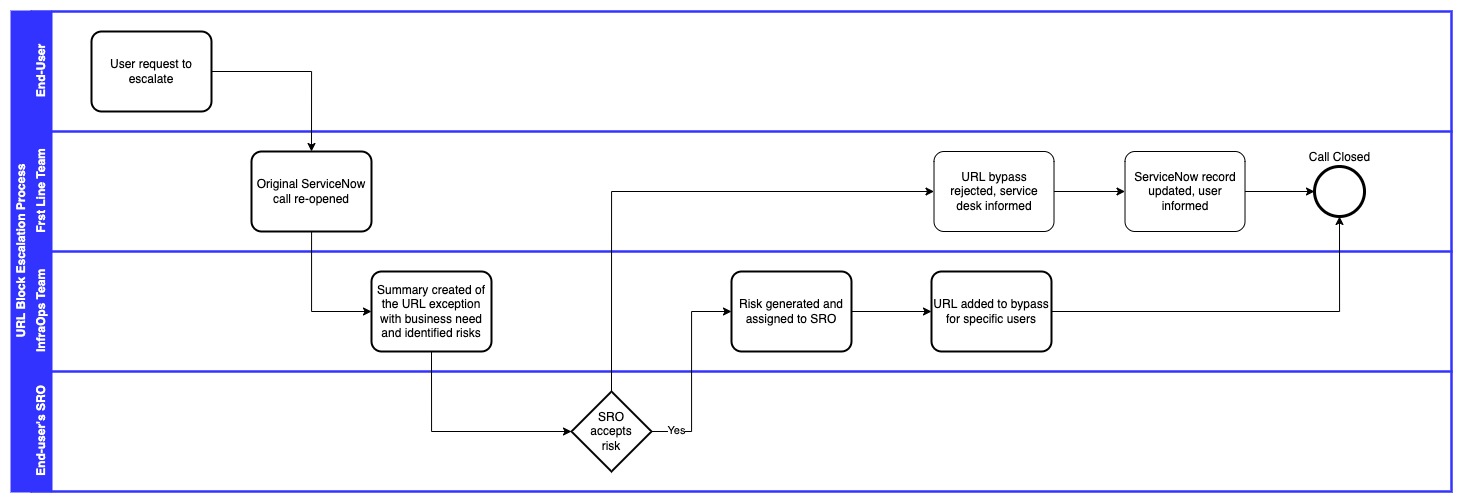 URL Block Escalation Process
End-User
User request to
escalate
Frst Line Team
Original ServiceNow
call re-opened
URL bypass
rejected, service
desk informed
ServiceNow record
updated, user
informed
Call Closed
InfraOps Team
Summary created of
the URL exception
with business need
and identified risks
Risk generated and
assigned to SRO
URL added to bypass
for specific users
End-user's SRO
SRO
accepts
risk
Yes